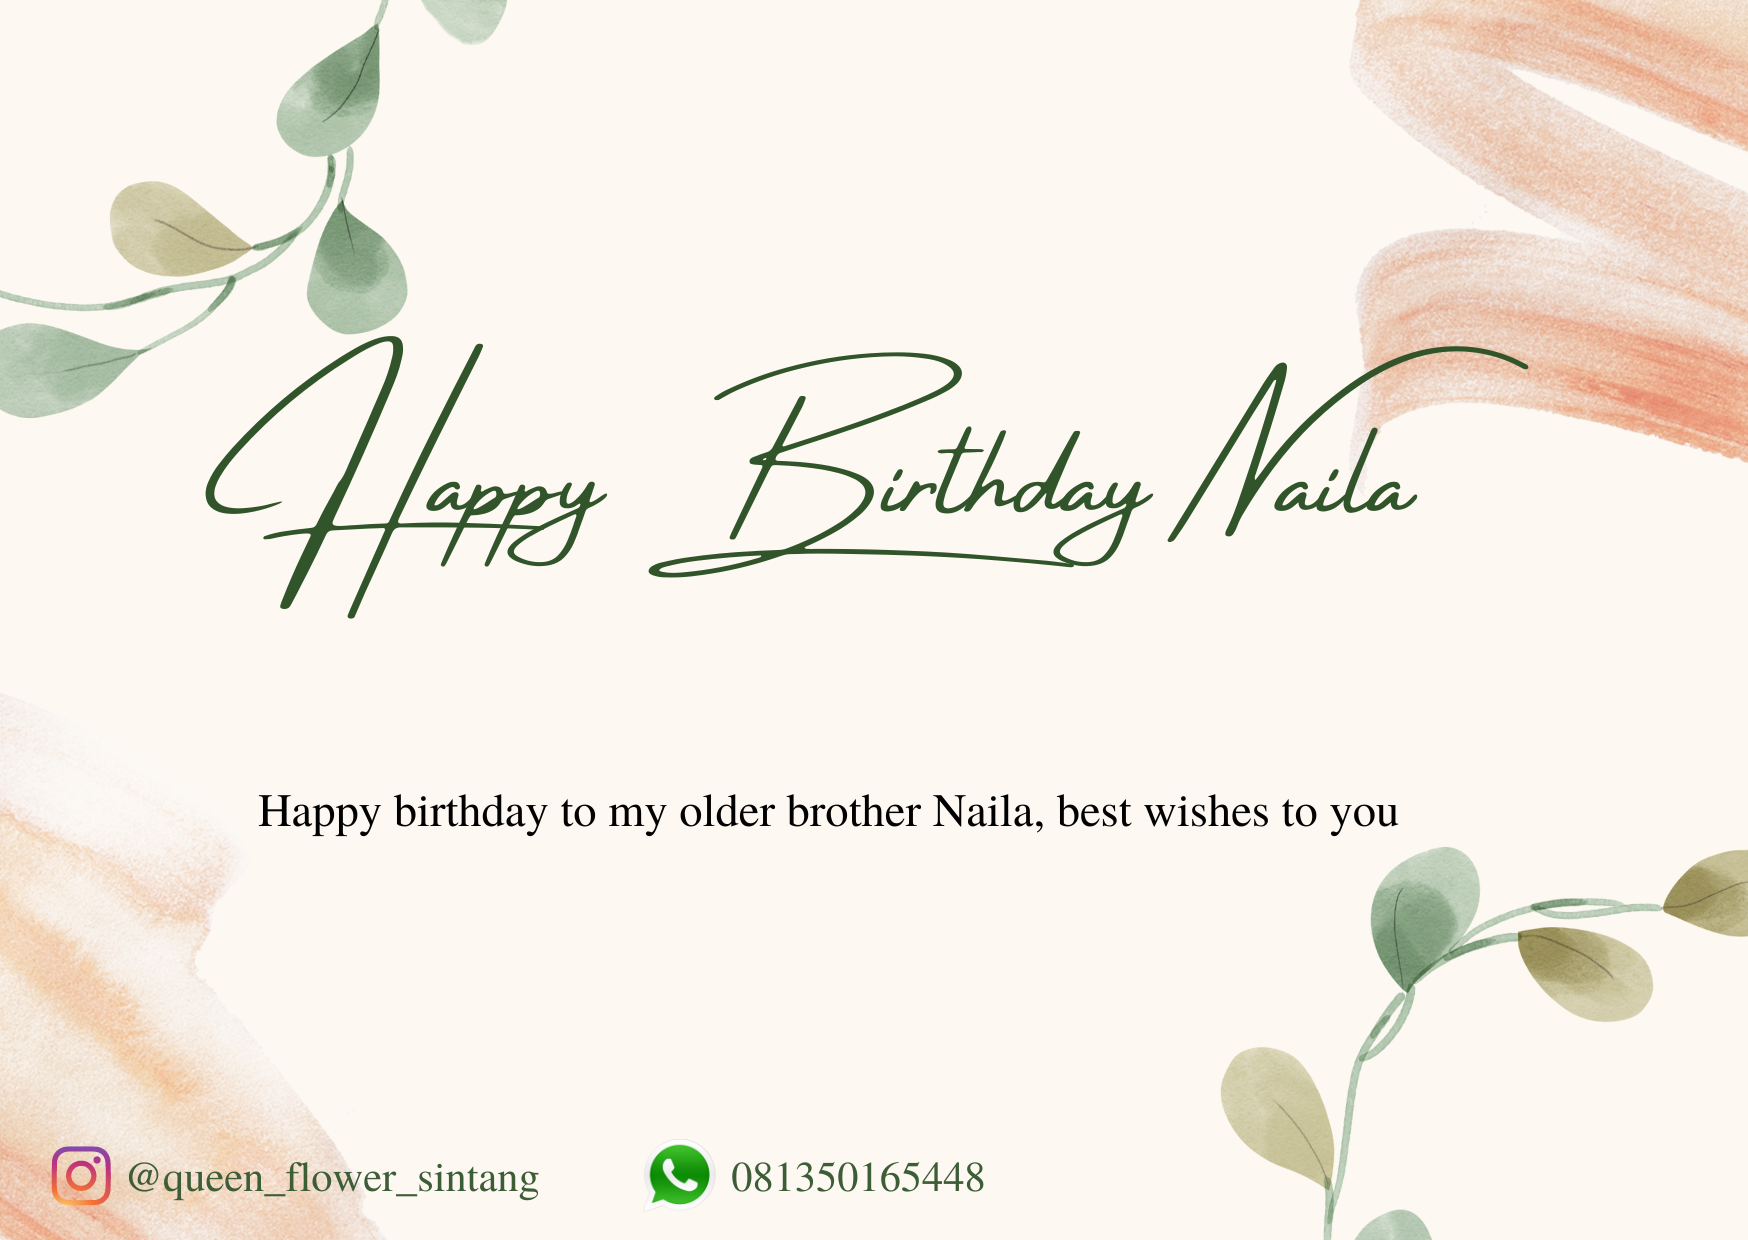 Happy Birthday Naila
Happy birthday to my older brother Naila, best wishes to you
@queen_flower_sintang 081350165448